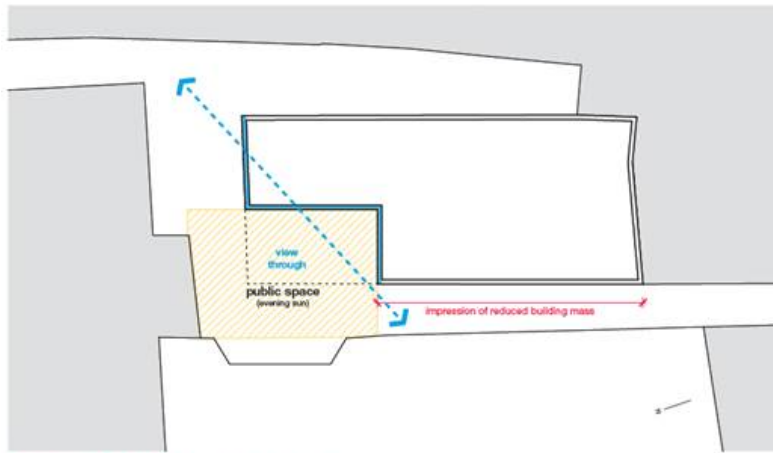 view
through
public space
(evening sun)
impression of reduced building mass
N